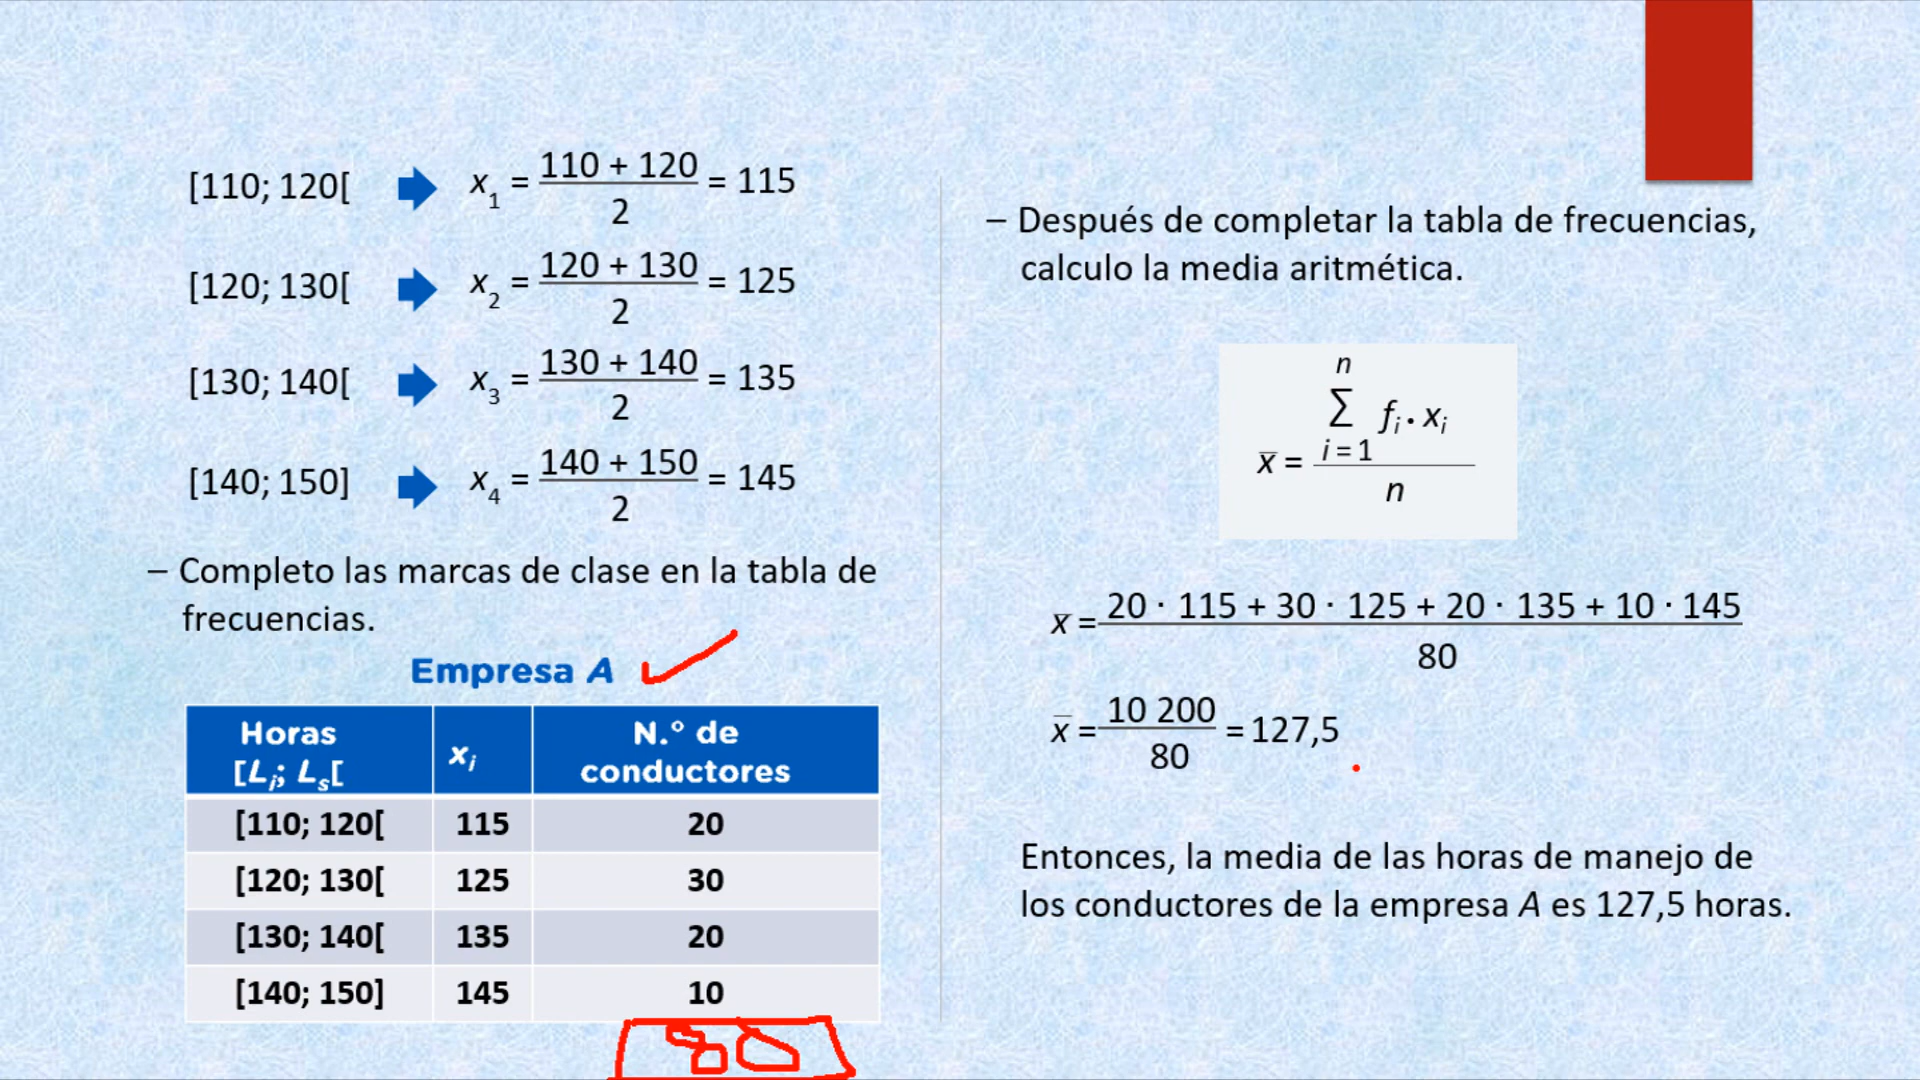 [110; 120[ x1 = 110 + 120 / 2 = 115
[120; 130[ x2 = 120 + 130 / 2 = 125
[130; 140[ x3 = 130 + 140 / 2 = 135
[140; 150] x4 = 140 + 150 / 2 = 145
– Completo las marcas de clase en la tabla de
frecuencias.
Empresa A
Horas [Li; Ls[ xi N.° de conductores
[110; 120[ 115 20
[120; 130[ 125 30
[130; 140[ 135 20
[140; 150] 145 10
80
– Después de completar la tabla de frecuencias,
calculo la media aritmética.
x̅ = n ∑ i = 1 fi · xi / n
x̅ = 20 · 115 + 30 · 125 + 20 · 135 + 10 · 145 / 80
x̅ = 10 200 / 80 = 127,5
Entonces, la media de las horas de manejo de
los conductores de la empresa A es 127,5 horas.